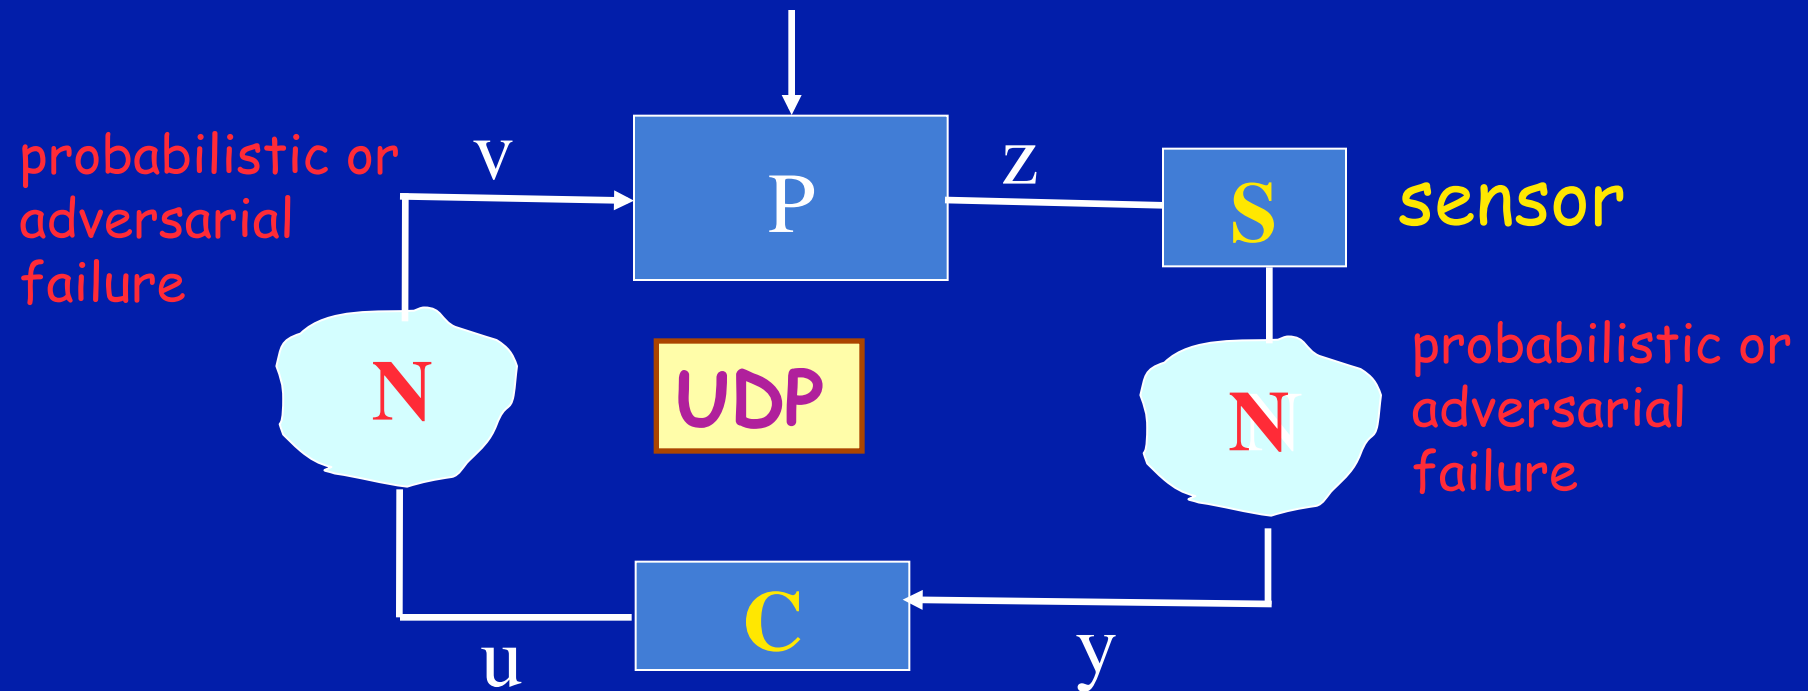 probabilistic or
adversarial
failure
v
P
z
S
sensor
N
UDP
N
probabilistic or
adversarial
failure
u
C
y